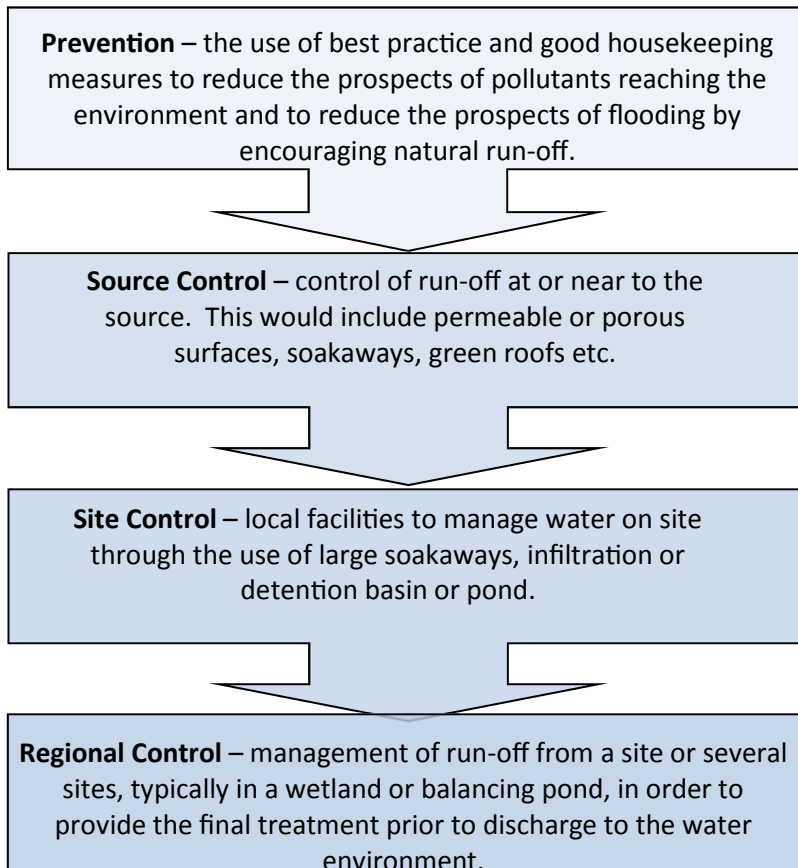 Prevention – the use of best practice and good housekeeping
measures to reduce the prospects of pollutants reaching the
environment and to reduce the prospects of flooding by
encouraging natural run-off.
Source Control – control of run-off at or near to the
source.  This would include permeable or porous
surfaces, soakaways, green roofs etc.
Site Control – local facilities to manage water on site
through the use of large soakaways, infiltration or
detention basin or pond.
Regional Control – management of run-off from a site or several
sites, typically in a wetland or balancing pond, in order to
provide the final treatment prior to discharge to the water
environment.